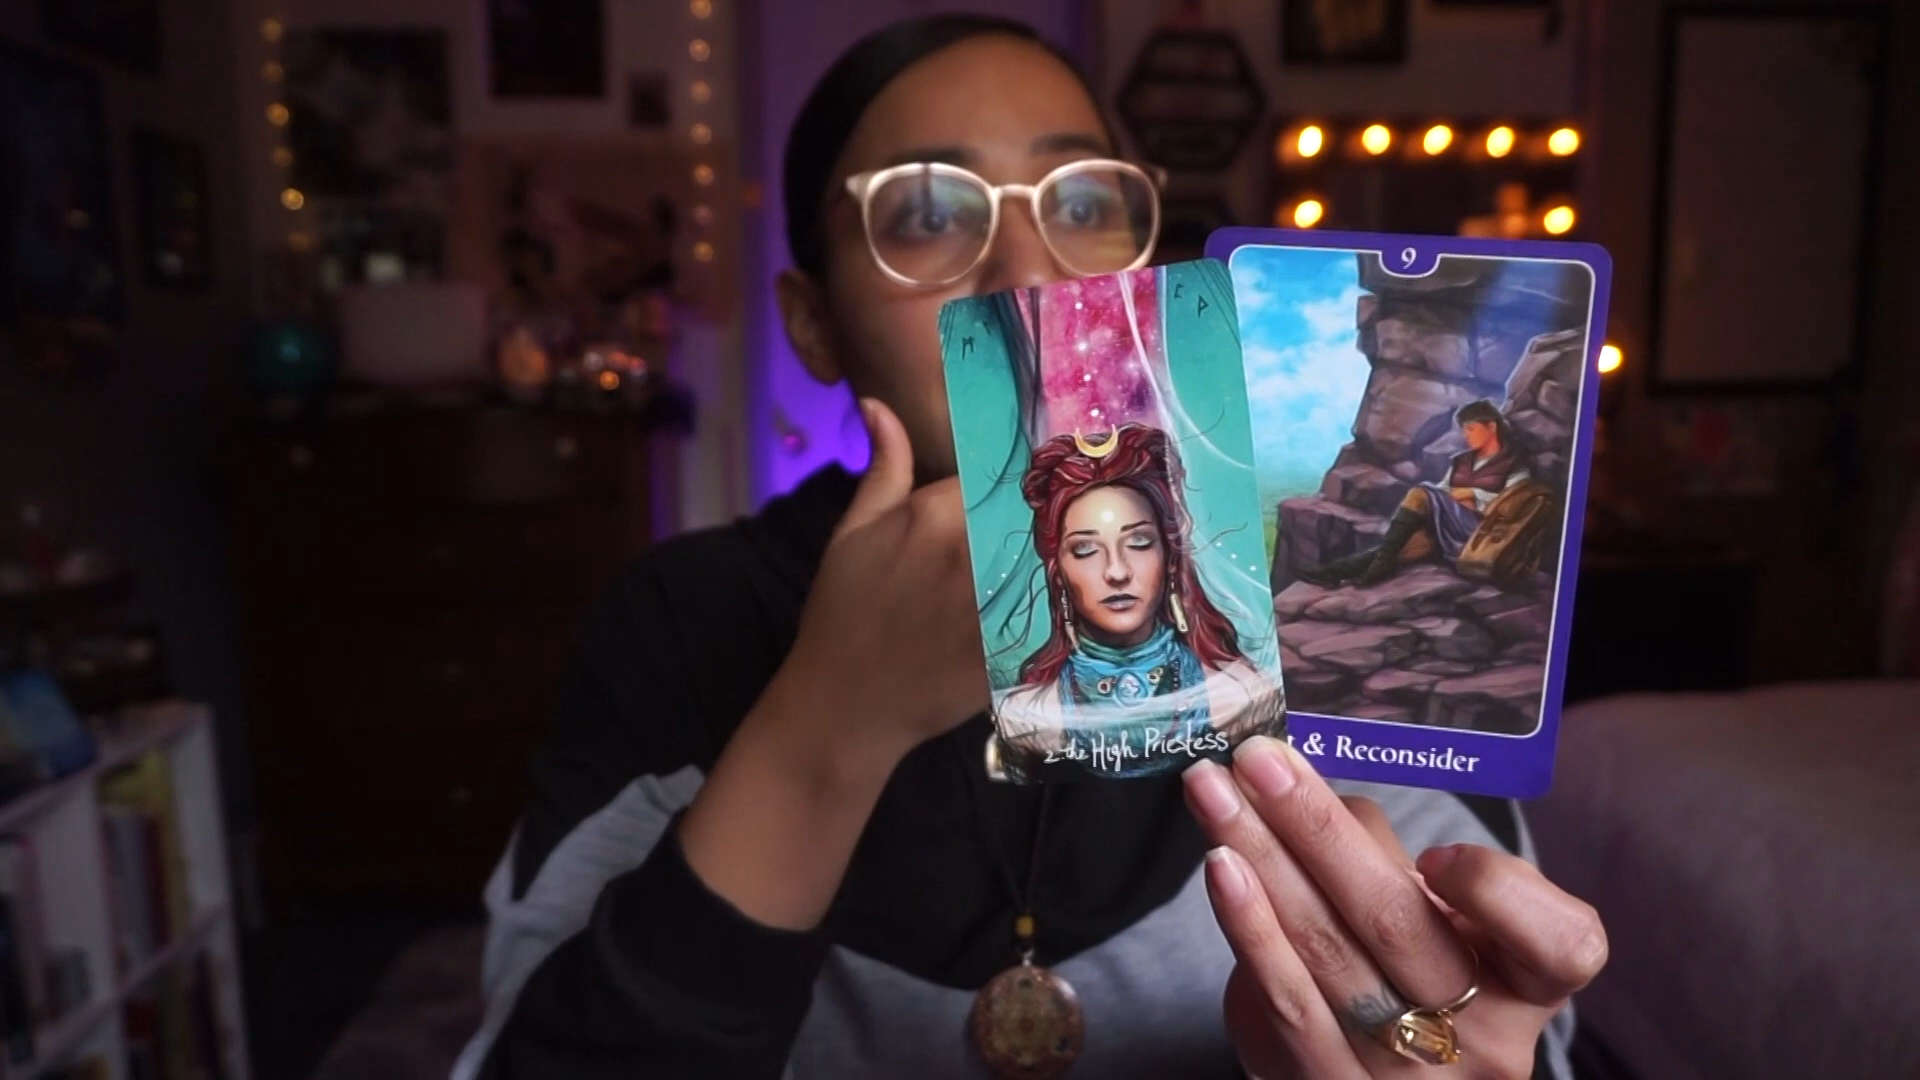 9
2-the High Priestess
& Reconsider